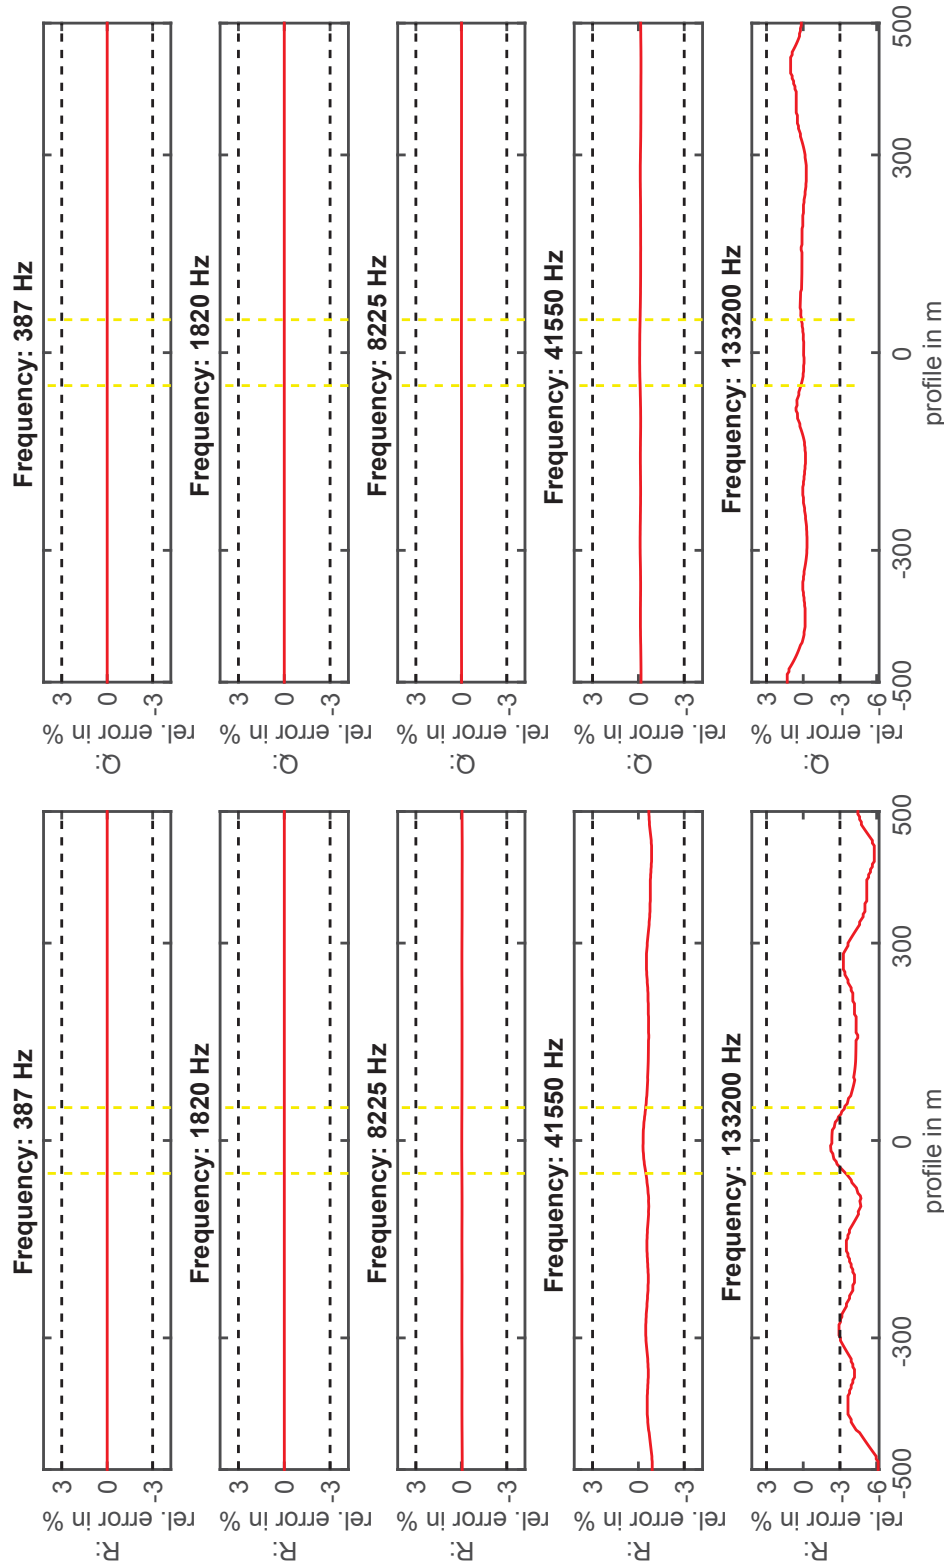 Frequency: 387 Hz
R:
rel. error in %
3
0
-3
Frequency: 1820 Hz
R:
rel. error in %
3
0
-3
Frequency: 8225 Hz
R:
rel. error in %
3
0
-3
Frequency: 41550 Hz
R:
rel. error in %
3
0
-3
Frequency: 133200 Hz
R:
rel. error in %
3
0
-3
-6
-500
-300
0
300
500
profile in m
Frequency: 387 Hz
Q:
rel. error in %
3
0
-3
Frequency: 1820 Hz
Q:
rel. error in %
3
0
-3
Frequency: 8225 Hz
Q:
rel. error in %
3
0
-3
Frequency: 41550 Hz
Q:
rel. error in %
3
0
-3
Frequency: 133200 Hz
Q:
rel. error in %
3
0
-3
-6
-500
-300
0
300
500
profile in m